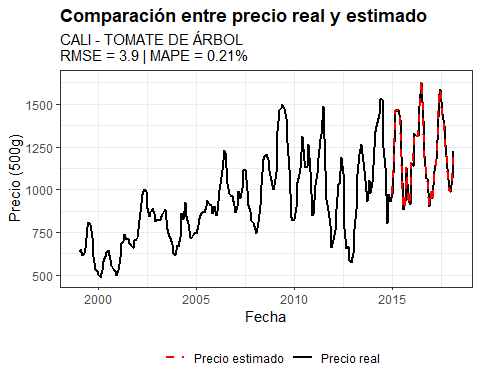 Comparación entre precio real y estimado
CALI - TOMATE DE ÁRBOL
RMSE = 3.9 | MAPE = 0.21%
Precio (500g)
1500
1250
1000
750
500
2000
2005
2010
2015
Fecha
Precio estimado
Precio real